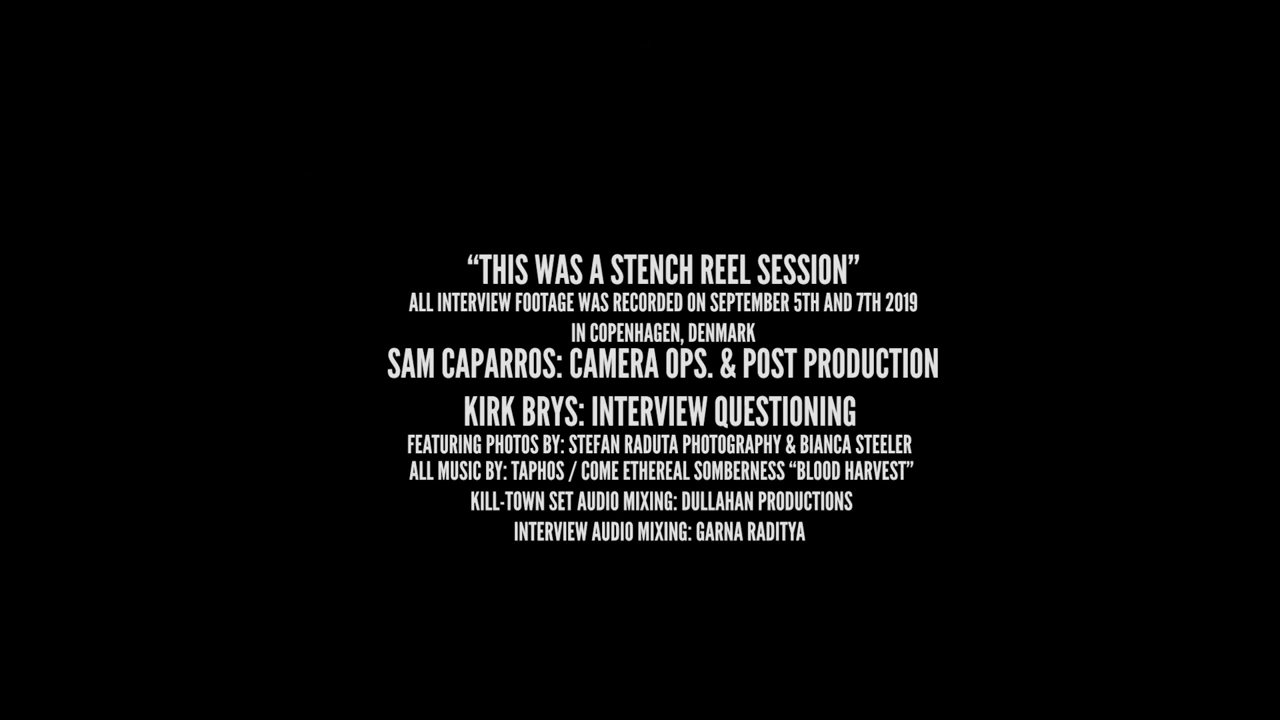 “THIS WAS A STENCH REEL SESSION”
ALL INTERVIEW FOOTAGE WAS RECORDED ON SEPTEMBER 5TH AND 7TH 2019
IN COPENHAGEN, DENMARK
SAM CAPARROS: CAMERA OPS. & POST PRODUCTION
KIRK BRYS: INTERVIEW QUESTIONING
FEATURING PHOTOS BY: STEFAN RADUTA PHOTOGRAPHY & BIANCA STEELER
ALL MUSIC BY: TAPHOS / COME ETHEREAL SOMBERNESS “BLOOD HARVEST”
KILL-TOWN SET AUDIO MIXING: DULLAHAN PRODUCTIONS
INTERVIEW AUDIO MIXING: GARNA RADITYA